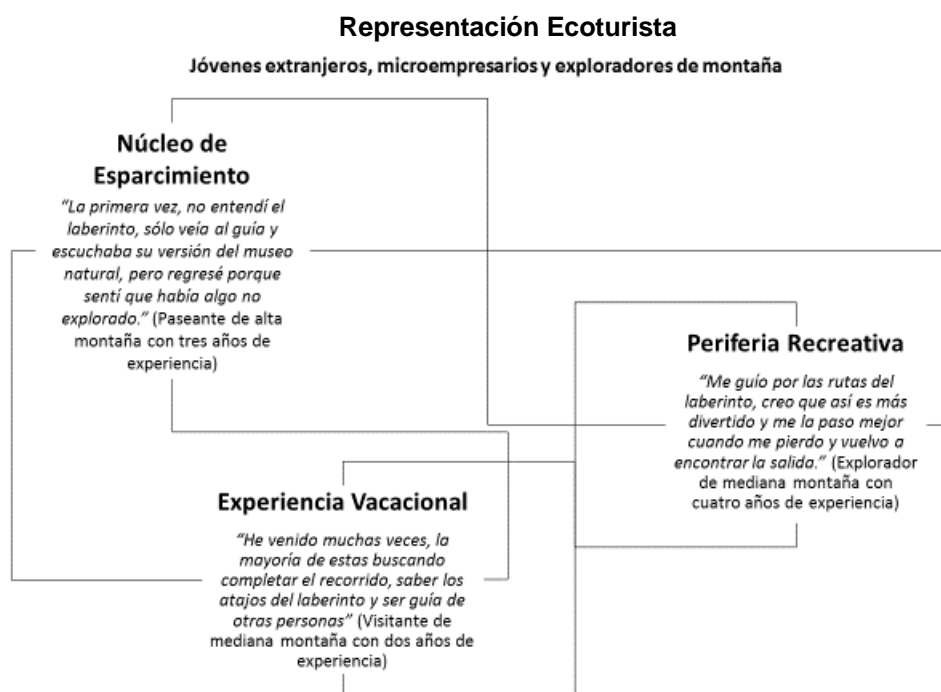 Representación Ecoturista
Jóvenes extranjeros, microempresarios y exploradores de montaña
Núcleo de
Esparcimiento
“La primera vez, no entendí el
laberinto, sólo veía al guía y
escuchaba su versión del museo
natural, pero regresé porque
sentí que había algo no
explorado.” (Paseante de alta
montaña con tres años de
experiencia)
Periferia Recreativa
“Me guío por las rutas del
laberinto, creo que así es más
divertido y me la paso mejor
cuando me pierdo y vuelvo a
encontrar la salida.” (Explorador
de mediana montaña con
cuatro años de experiencia)
Experiencia Vacacional
“He venido muchas veces, la
mayoría de estas buscando
completar el recorrido, saber los
atajos del laberinto y ser guía de
otras personas” (Visitante de
mediana montaña con dos años de
experiencia)